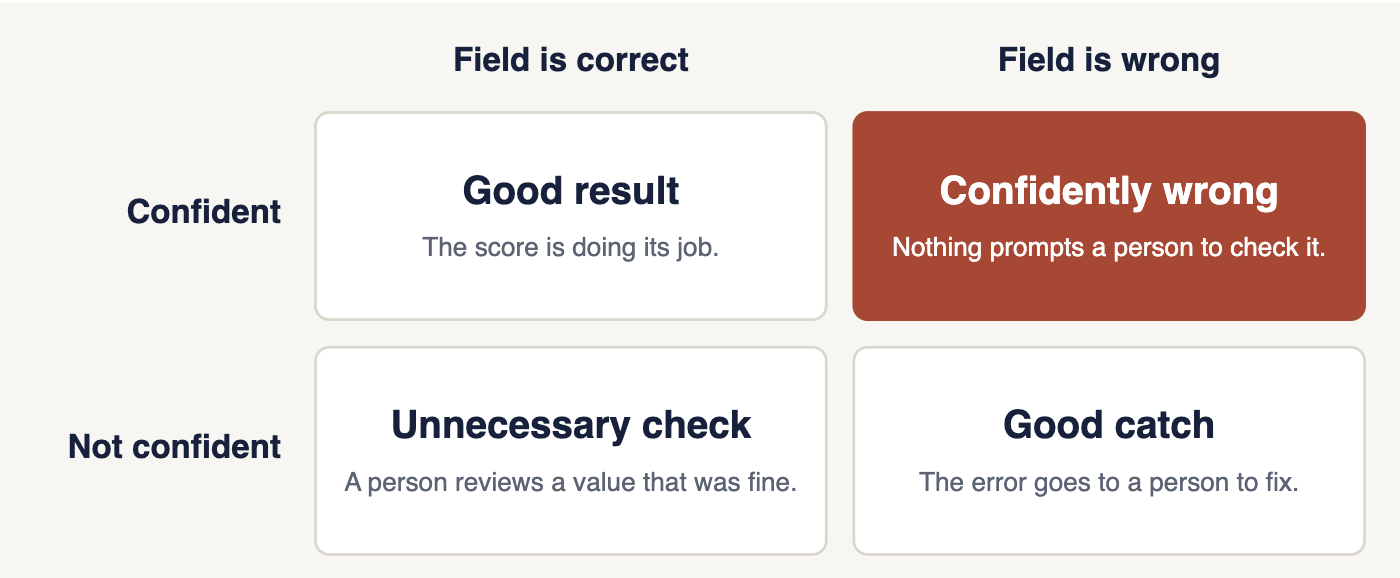 Field is correct
Field is wrong
Confident
Good result
The score is doing its job.
Confidently wrong
Nothing prompts a person to check it.
Not confident
Unnecessary check
A person reviews a value that was fine.
Good catch
The error goes to a person to fix.